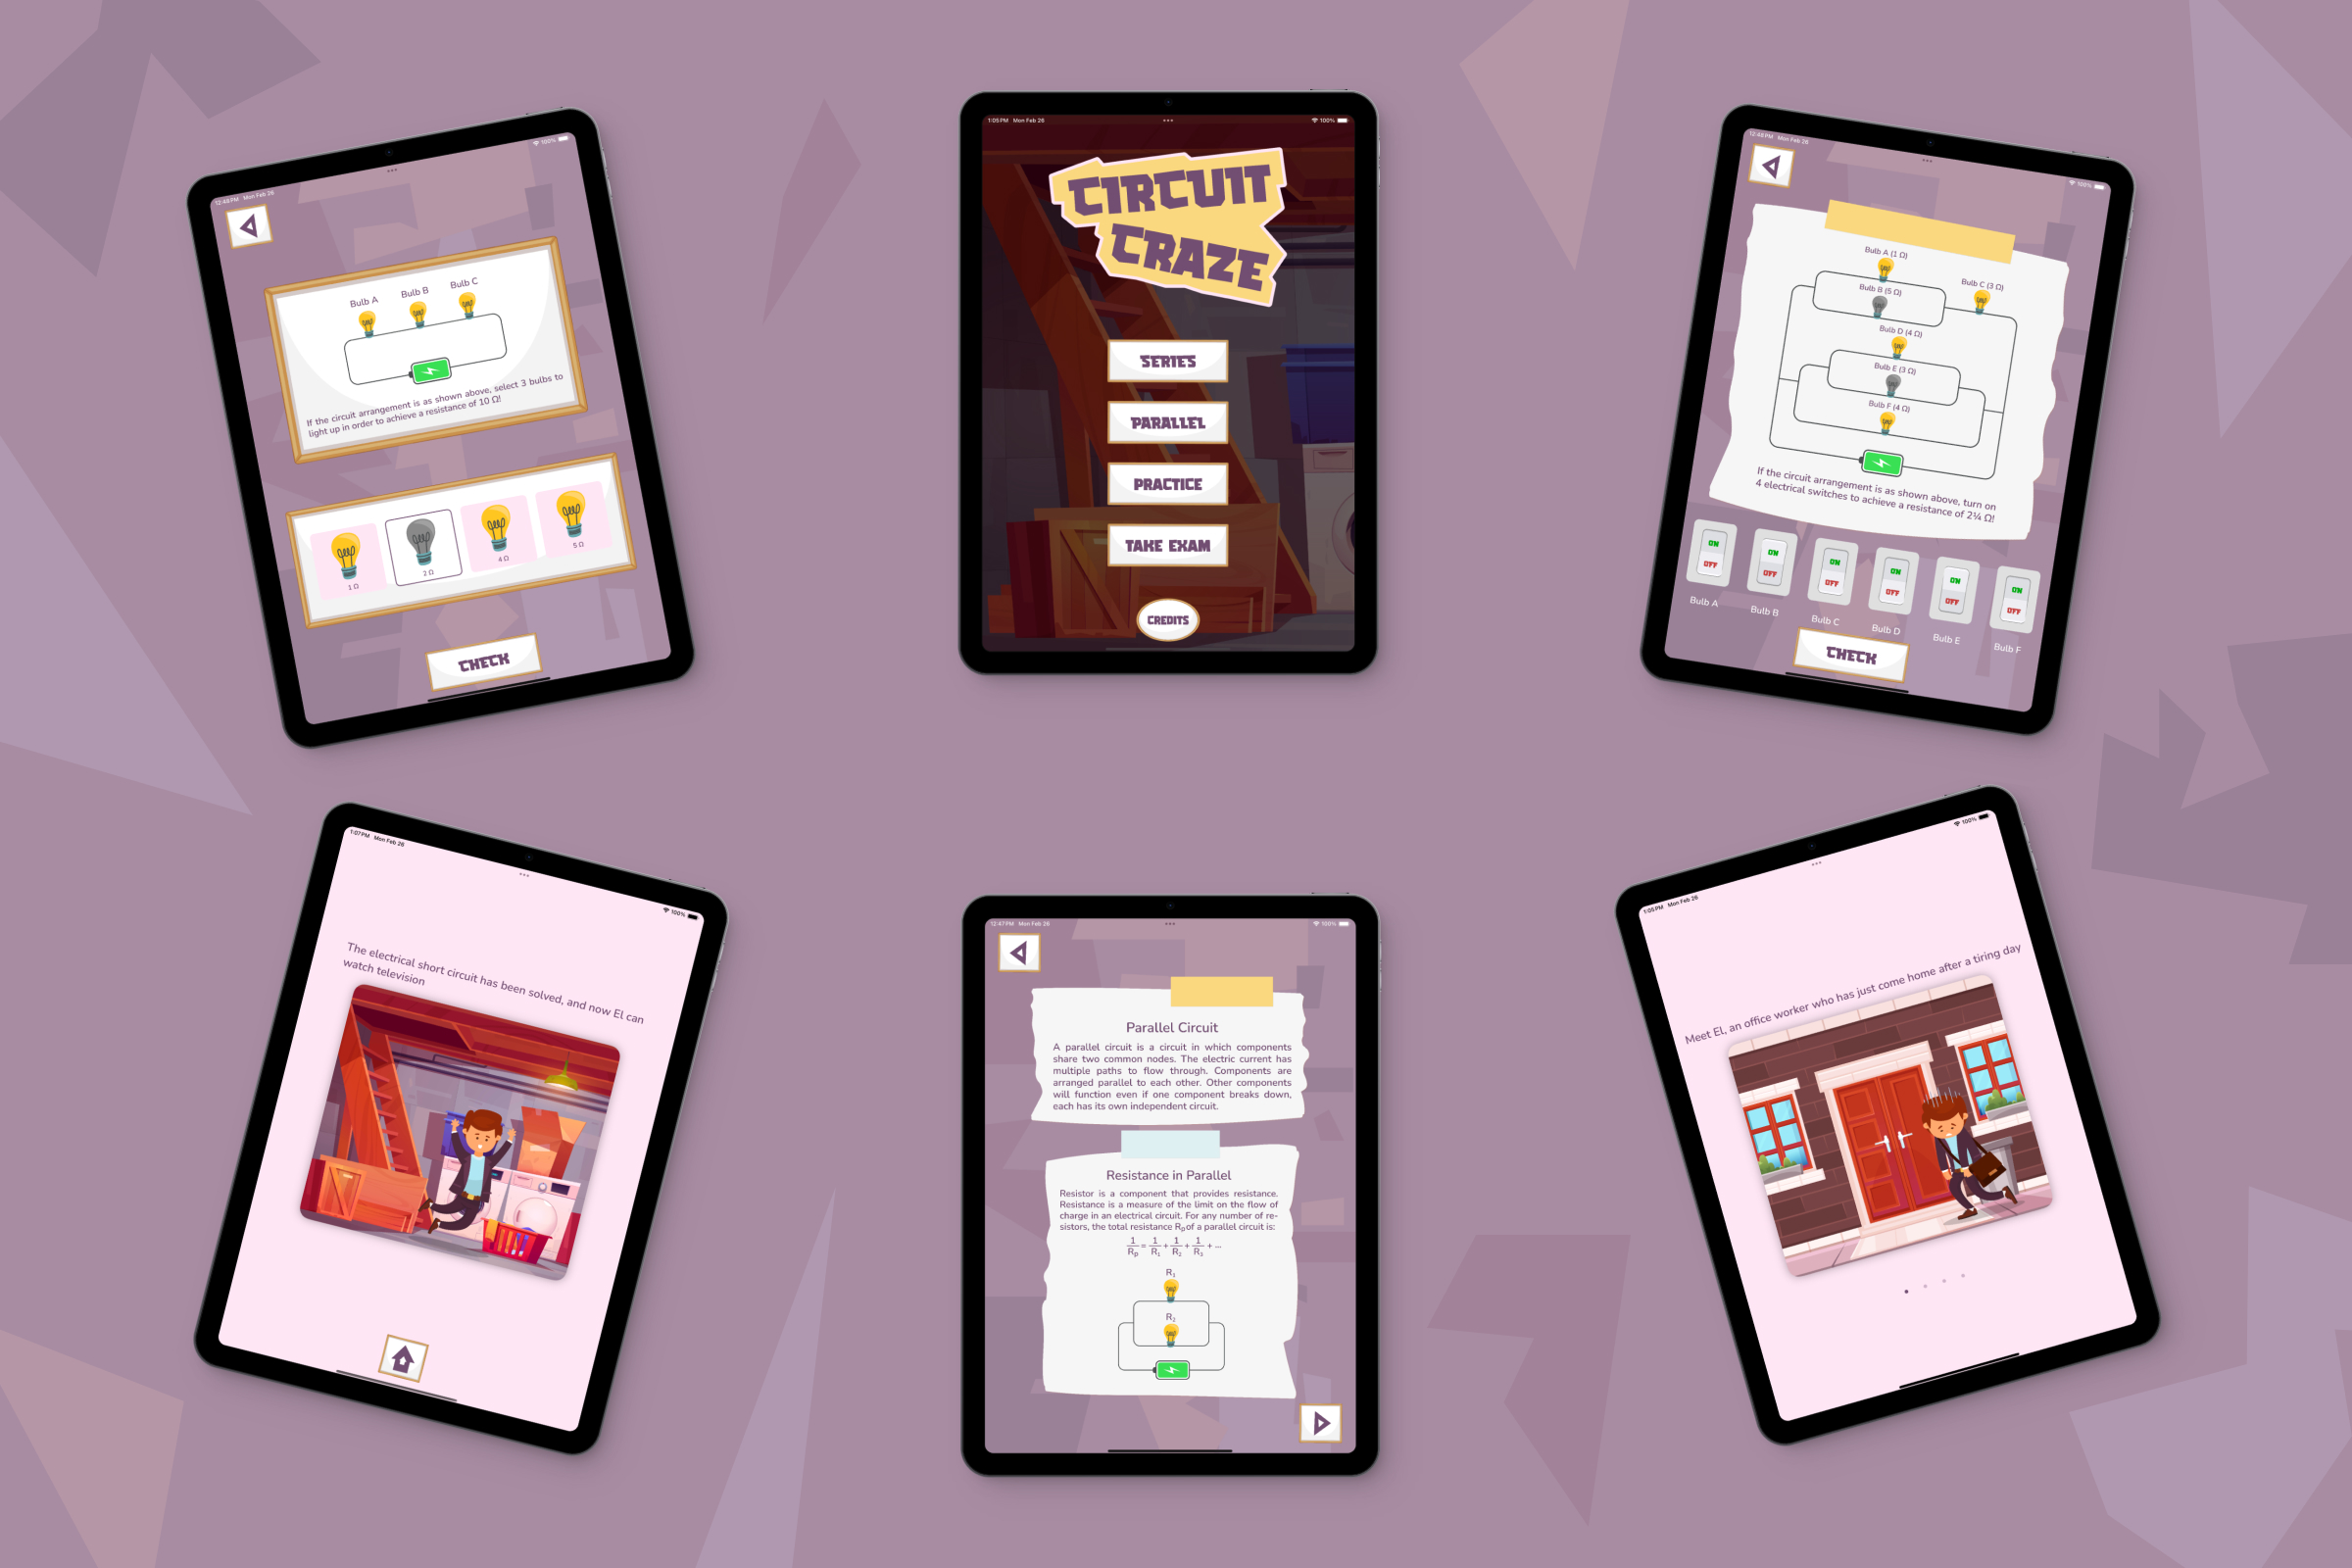 12:48 PM Mon Feb 26
100%
Bulb A
Bulb B
Bulb C
If the circuit arrangement is as shown above, select 3 bulbs to
light up in order to achieve a resistance of 10 Ω!
1 Ω
2 Ω
4 Ω
5 Ω
CHECK
1:05 PM Mon Feb 26
100%
CIRCUIT
CRAZE
SERIES
PARALLEL
PRACTICE
TAKE EXAM
CREDITS
12:48 PM Mon Feb 26
100%
Bulb A (1 Ω)
Bulb B (5 Ω)
Bulb C (3 Ω)
Bulb D (4 Ω)
Bulb E (3 Ω)
Bulb F (4 Ω)
If the circuit arrangement is as shown above, turn on
4 electrical switches to achieve a resistance of 2¼ Ω!
ON
OFF
ON
OFF
ON
OFF
ON
OFF
ON
OFF
ON
OFF
Bulb A
Bulb B
Bulb C
Bulb D
Bulb E
Bulb F
CHECK
1:07 PM Mon Feb 26
100%
The electrical short circuit has been solved, and now El can
watch television
12:47 PM Mon Feb 26
100%
Parallel Circuit
A parallel circuit is a circuit in which components
share two common nodes. The electric current has
multiple paths to flow through. Components are
arranged parallel to each other. Other components
will function even if one component breaks down,
each has its own independent circuit.
Resistance in Parallel
Resistor is a component that provides resistance.
Resistance is a measure of the limit on the flow of
charge in an electrical circuit. For any number of re-
sistors, the total resistance Rp of a parallel circuit is:
1/Rp = 1/R₁ + 1/R₂ + 1/R₃ + ...
R₁
R₂
1:05 PM Mon Feb 26
100%
Meet El, an office worker who has just come home after a tiring day